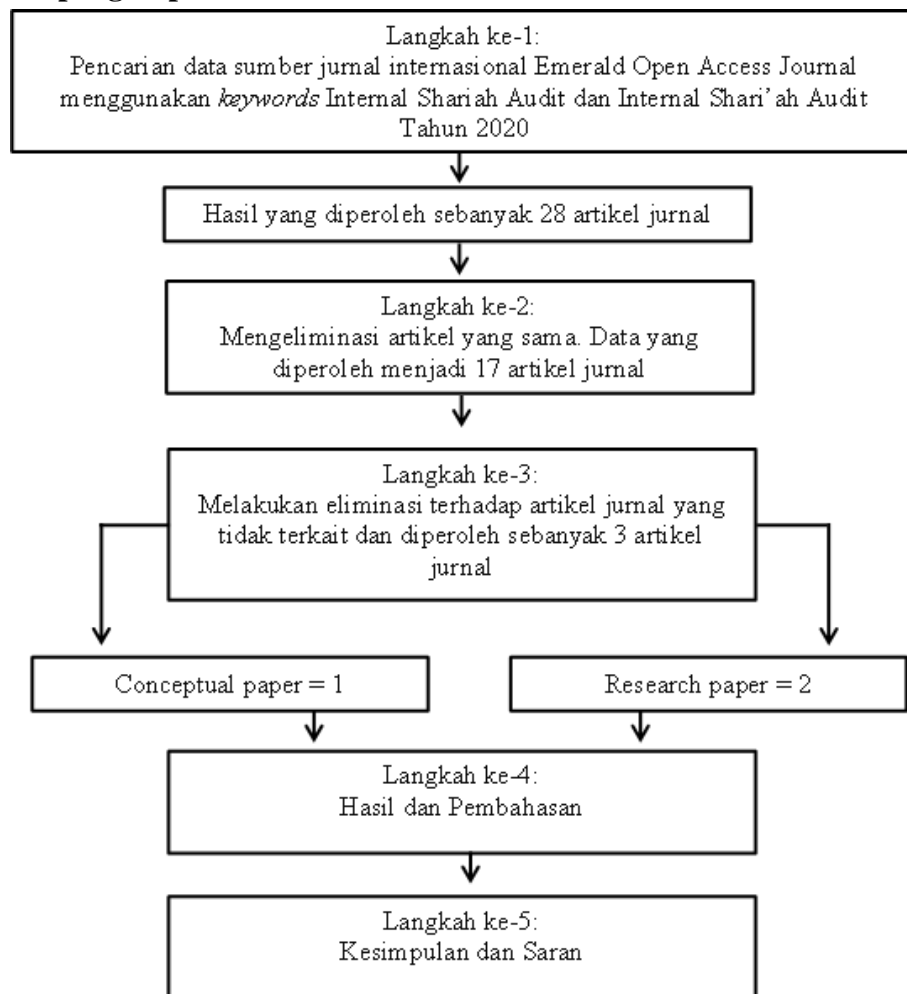 Langkah ke-1:
Pencarian data sumber jurnal internasional Emerald Open Access Journal
menggunakan keywords Internal Shariah Audit dan Internal Shari’ah Audit
Tahun 2020
Hasil yang diperoleh sebanyak 28 artikel jurnal
Langkah ke-2:
Mengeliminasi artikel yang sama. Data yang
diperoleh menjadi 17 artikel jurnal
Langkah ke-3:
Melakukan eliminasi terhadap artikel jurnal yang
tidak terkait dan diperoleh sebanyak 3 artikel
jurnal
Conceptual paper = 1
Research paper = 2
Langkah ke-4:
Hasil dan Pembahasan
Langkah ke-5:
Kesimpulan dan Saran